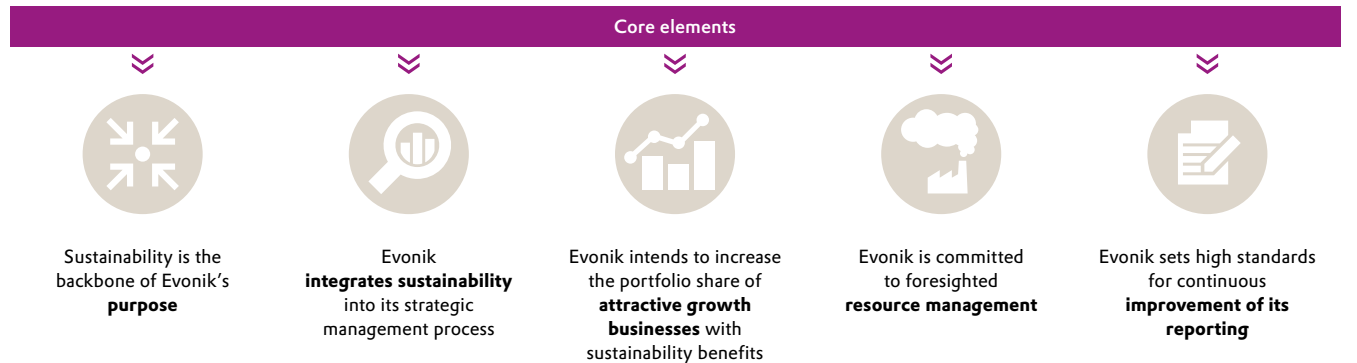 Core elements
Sustainability is the
backbone of Evonik’s
purpose
Evonik
integrates sustainability
into its strategic
management process
Evonik intends to increase
the portfolio share of
attractive growth
businesses with
sustainability benefits
Evonik is committed
to foresighted
resource management
Evonik sets high standards
for continuous
improvement of its
reporting